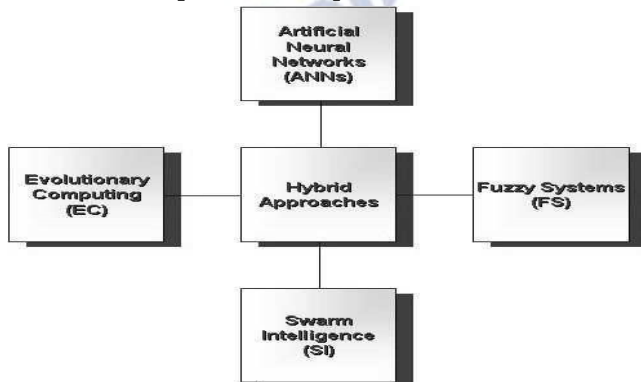 Artificial
Neural
Networks
(ANNs)
Evolutionary
Computing
(EC)
Hybrid
Approaches
Fuzzy Systems
(FS)
Swarm
Intelligence
(SI)